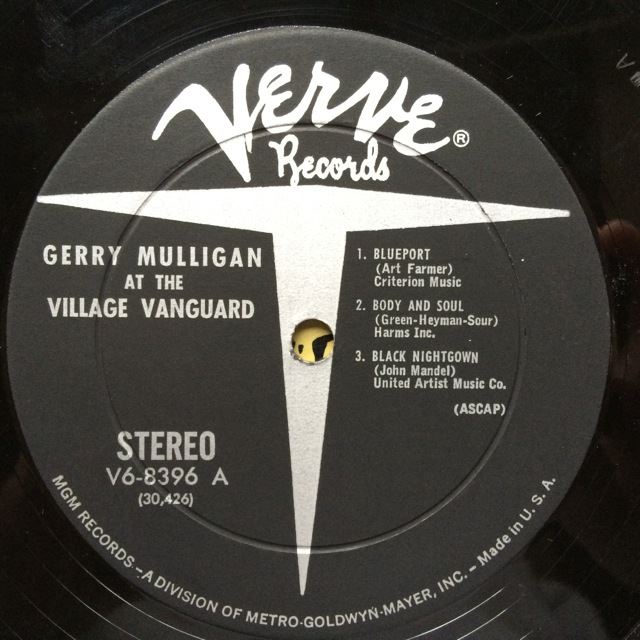 Verve®
Records
GERRY MULLIGAN
AT THE
VILLAGE VANGUARD
1. BLUEPORT
(Art Farmer)
Criterion Music
2. BODY AND SOUL
(Green-Heyman-Sour)
Harms Inc.
3. BLACK NIGHTGOWN
(John Mandel)
United Artist Music Co.
(ASCAP)
STEREO
V6-8396 A
(30,426)
MGM RECORDS - A DIVISION OF METRO-GOLDWYN-MAYER, INC. - Made in U. S. A.